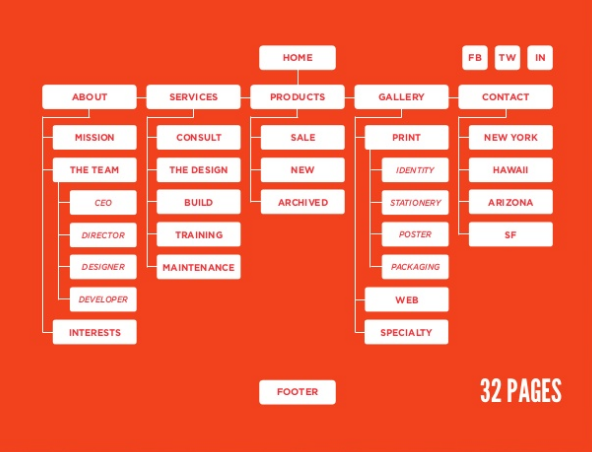 HOME
FB TW IN
ABOUT SERVICES PRODUCTS GALLERY CONTACT
MISSION CONSULT SALE PRINT NEW YORK
THE TEAM THE DESIGN NEW IDENTITY HAWAII
CEO BUILD ARCHIVED STATIONERY ARIZONA
DIRECTOR TRAINING POSTER SF
DESIGNER MAINTENANCE PACKAGING
DEVELOPER WEB
INTERESTS SPECIALTY
FOOTER
32 PAGES